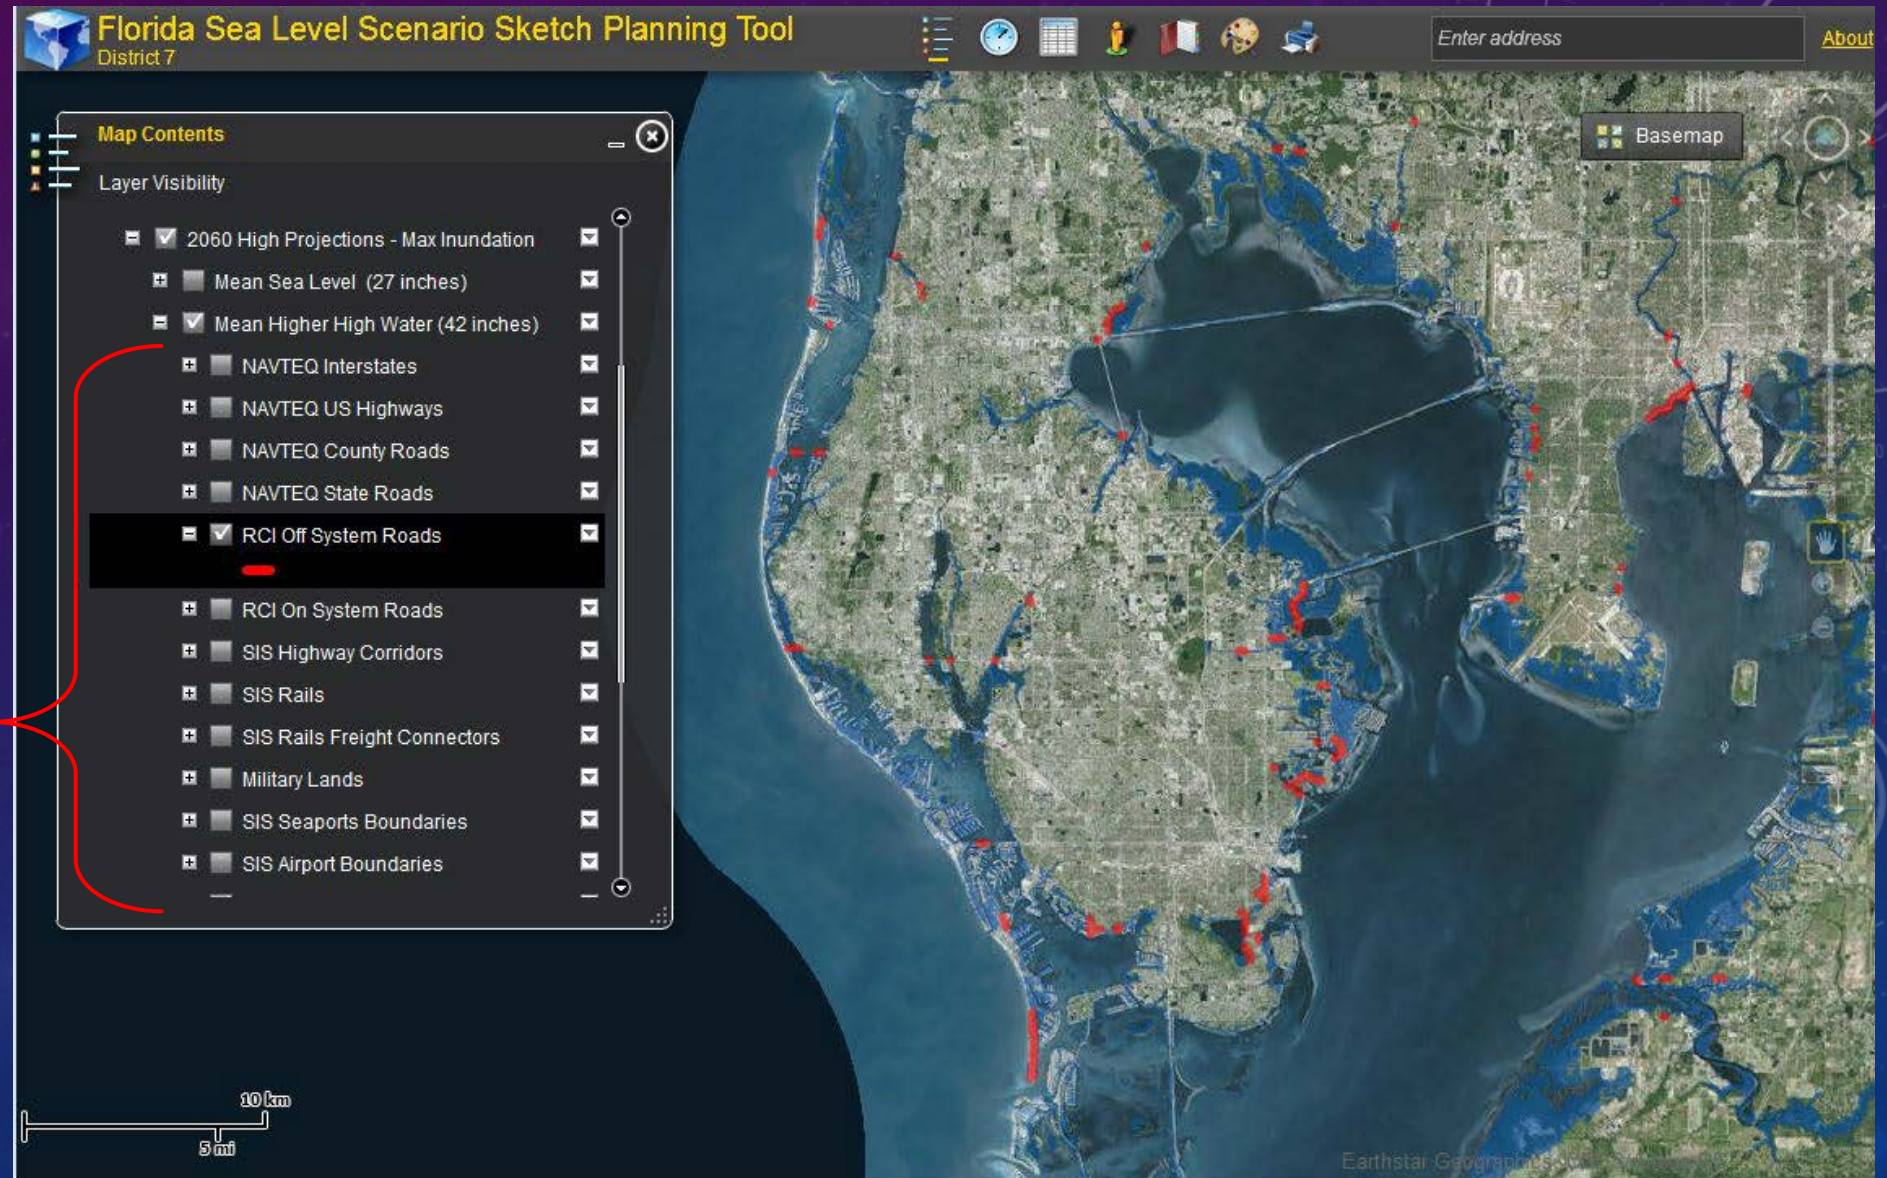 Florida Sea Level Scenario Sketch Planning Tool
District 7
Enter address
About
Map Contents
Layer Visibility
2060 High Projections - Max Inundation
Mean Sea Level (27 inches)
Mean Higher High Water (42 inches)
NAVTEQ Interstates
NAVTEQ US Highways
NAVTEQ County Roads
NAVTEQ State Roads
RCI Off System Roads
RCI On System Roads
SIS Highway Corridors
SIS Rails
SIS Rails Freight Connectors
Military Lands
SIS Seaports Boundaries
SIS Airport Boundaries
Basemap
10 km
5 mi
Earthstar Geographics